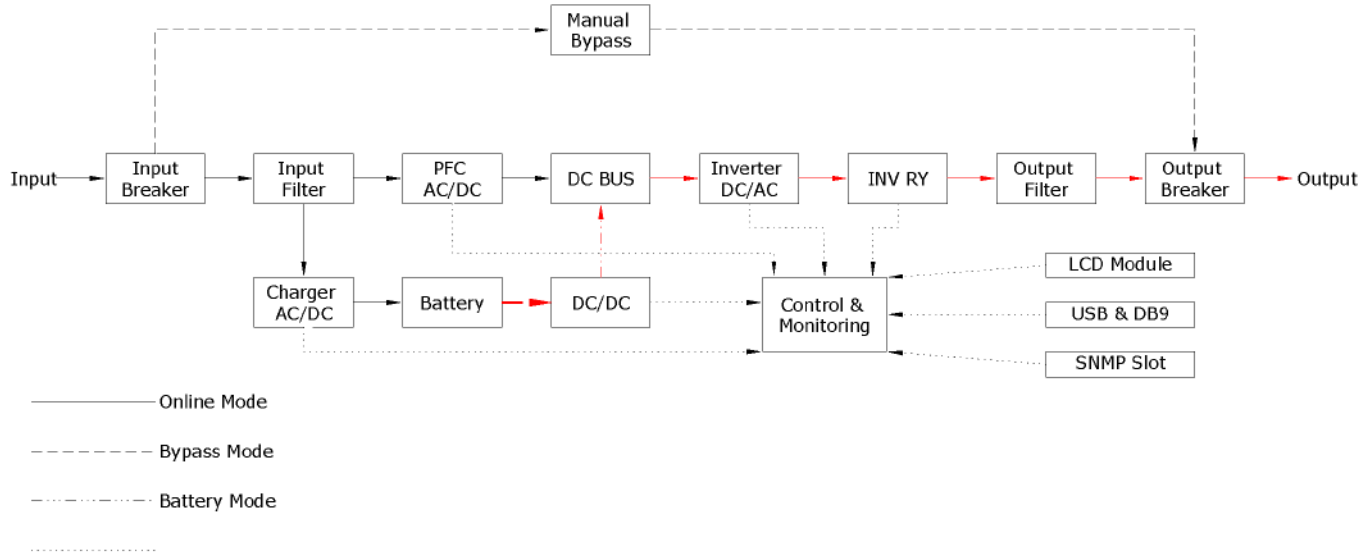 Manual
Bypass
Input
Input
Breaker
Input
Filter
PFC
AC/DC
DC BUS
Inverter
DC/AC
INV RY
Output
Filter
Output
Breaker
Output
Charger
AC/DC
Battery
DC/DC
Control &
Monitoring
LCD Module
USB & DB9
SNMP Slot
Online Mode
Bypass Mode
Battery Mode